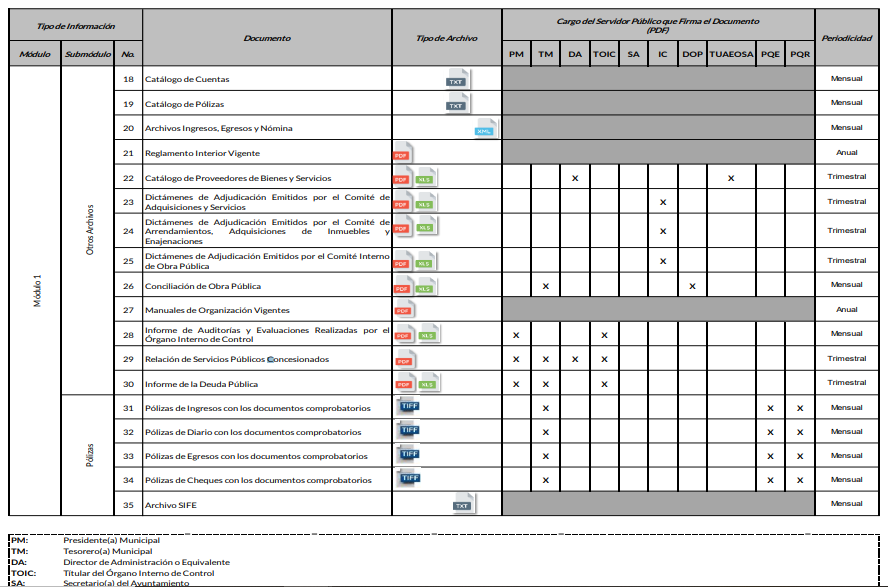 Tipo de Información
Documento
Tipo de Archivo
Cargo del Servidor Público que Firma el Documento
(PDF)
Periodicidad
Módulo Submódulo No. PM TM DA TOIC SA IC DOP TUAEOSA PQE PQR
Módulo 1
Otros Archivos
18 Catálogo de Cuentas TXT Mensual
19 Catálogo de Pólizas TXT Mensual
20 Archivos Ingresos, Egresos y Nómina XML Mensual
21 Reglamento Interior Vigente PDF Anual
22 Catálogo de Proveedores de Bienes y Servicios PDF XLS X X Trimestral
23 Dictámenes de Adjudicación Emitidos por el Comité de
Adquisiciones y Servicios PDF XLS X Trimestral
24 Dictámenes de Adjudicación Emitidos por el Comité de
Arrendamientos, Adquisiciones de Inmuebles y
Enajenaciones PDF XLS X Trimestral
25 Dictámenes de Adjudicación Emitidos por el Comité Interno
de Obra Pública PDF XLS X Trimestral
26 Conciliación de Obra Pública PDF XLS X X Mensual
27 Manuales de Organización Vigentes PDF Anual
28 Informe de Auditorías y Evaluaciones Realizadas por el
Órgano Interno de Control PDF XLS X X Mensual
29 Relación de Servicios Públicos Concesionados PDF X X X X Trimestral
30 Informe de la Deuda Pública PDF XLS X X X Trimestral
Pólizas
31 Pólizas de Ingresos con los documentos comprobatorios TIFF X X X Mensual
32 Pólizas de Diario con los documentos comprobatorios TIFF X X X Mensual
33 Pólizas de Egresos con los documentos comprobatorios TIFF X X X Mensual
34 Pólizas de Cheques con los documentos comprobatorios TIFF X X X Mensual
35 Archivo SIFE TXT Mensual
PM: Presidente(a) Municipal
TM: Tesorero(a) Municipal
DA: Director de Administración o Equivalente
TOIC: Títular del Órgano Interno de Control
SA: Secretario(a) del Ayuntamiento